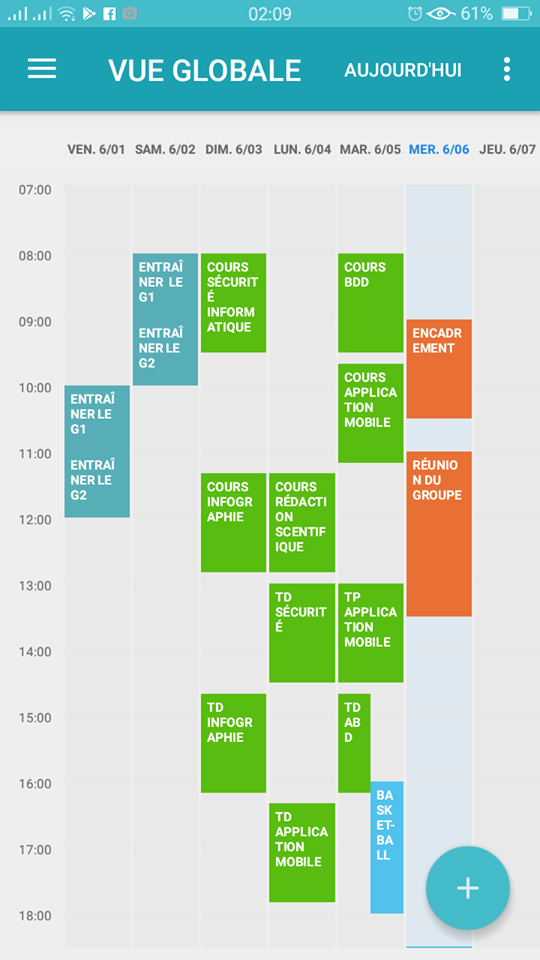 02:09
61%
VUE GLOBALE
AUJOURD'HUI
VEN. 6/01
SAM. 6/02
DIM. 6/03
LUN. 6/04
MAR. 6/05
MER. 6/06
JEU. 6/07
07:00
08:00
09:00
10:00
11:00
12:00
13:00
14:00
15:00
16:00
17:00
18:00
ENTRAÎ
NER LE
G1
ENTRAÎ
NER LE
G2
ENTRAÎ
NER LE
G1
ENTRAÎ
NER LE
G2
COURS
SÉCURIT
É
INFORM
ATIQUE
COURS
INFOGR
APHIE
TD
INFOGR
APHIE
COURS
RÉDACTI
ON
SCENTIF
IQUE
TD
SÉCURIT
É
TD
APPLICA
TION
MOBILE
COURS
BDD
COURS
APPLICA
TION
MOBILE
TP
APPLICA
TION
MOBILE
TD
AB
D
BA
SK
ET-
BA
LL
ENCADR
EMENT
RÉUNIO
N DU
GROUPE
+